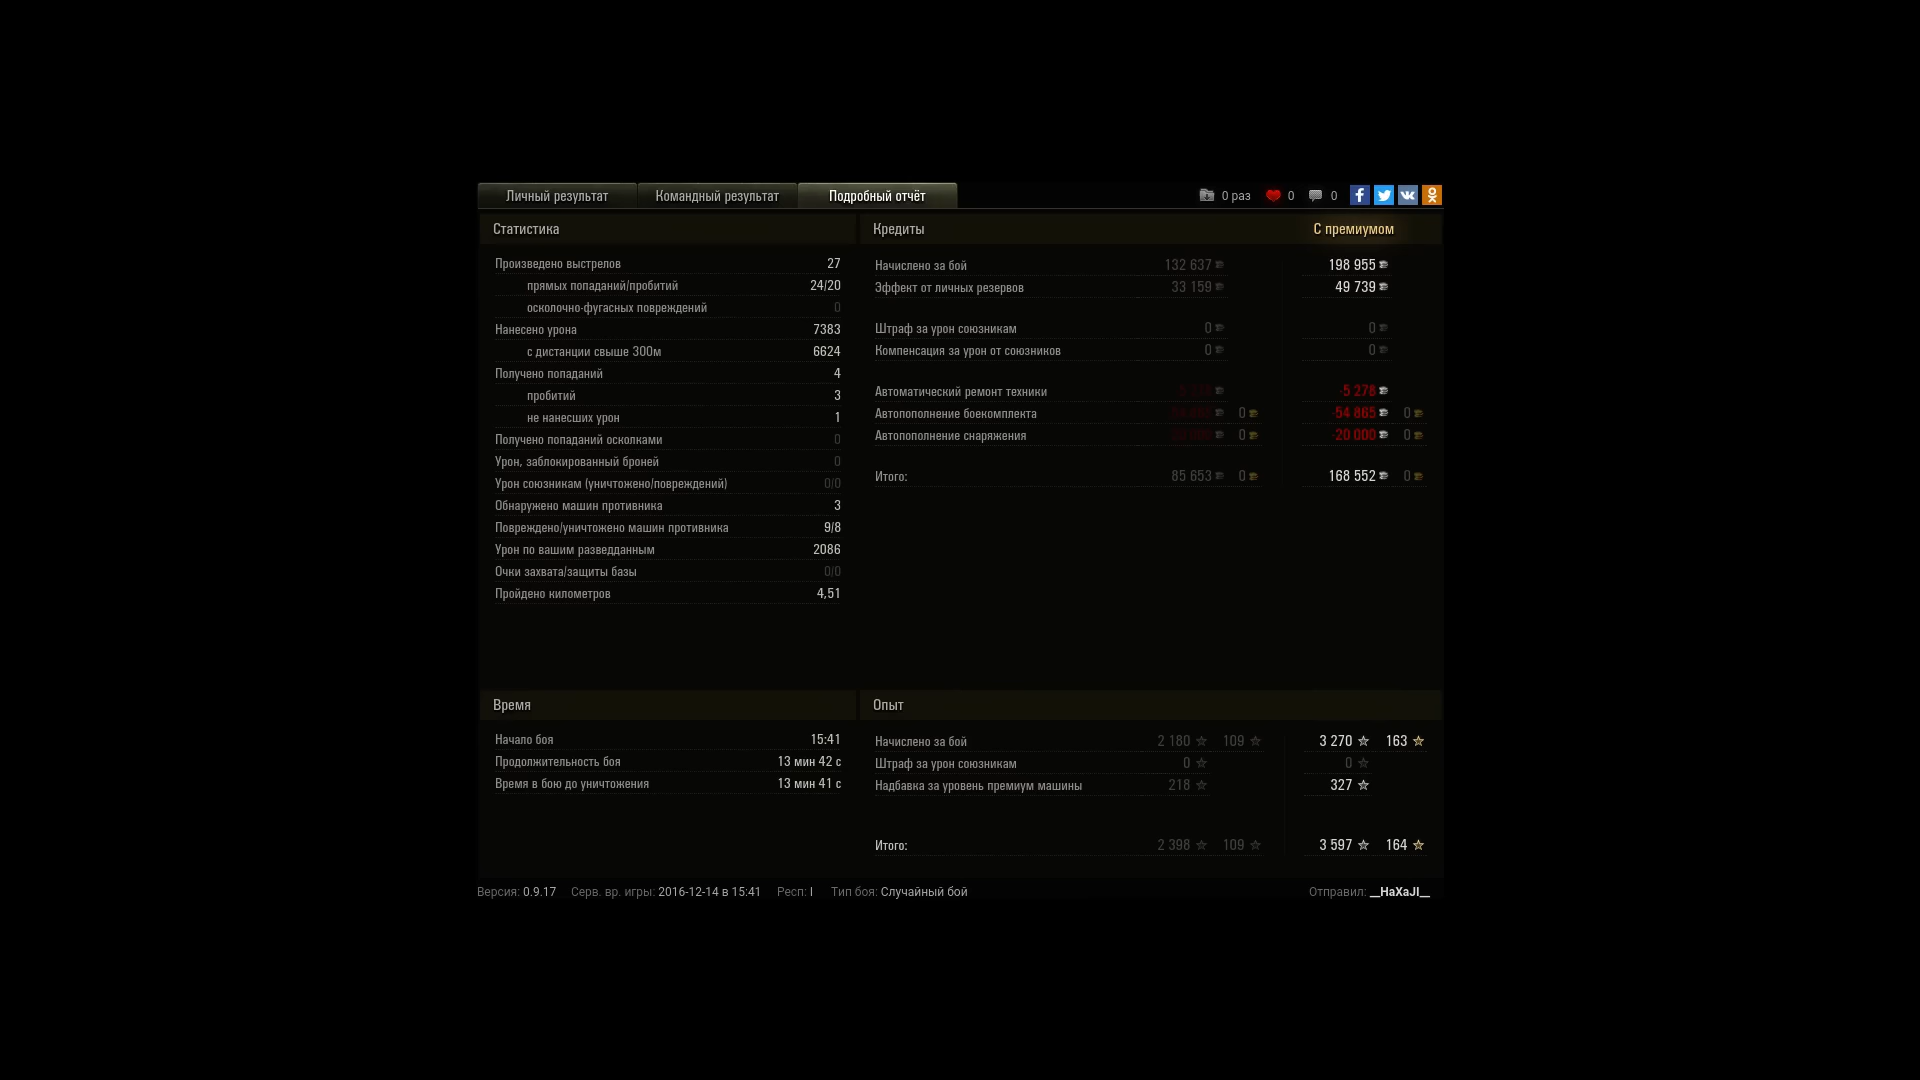 Личный результат Командный результат Подробный отчёт 0 раз 0 0
Статистика
Произведено выстрелов 27
прямых попаданий/пробитий 24/20
осколочно-фугасных повреждений 0
Нанесено урона 7383
с дистанции свыше 300м 6624
Получено попаданий 4
пробитий 3
не нанесших урон 1
Получено попаданий осколками 0
Урон, заблокированный броней 0
Урон союзникам (уничтожено/повреждений) 0/0
Обнаружено машин противника 3
Повреждено/уничтожено машин противника 9/8
Урон по вашим разведданным 2086
Очки захвата/защиты базы 0/0
Пройдено километров 4,51
Кредиты С премиумом
Начислено за бой 132 637 198 955
Эффект от личных резервов 33 159 49 739
Штраф за урон союзникам 0 0
Компенсация за урон от союзников 0 0
Автоматический ремонт техники -5 278
Автопополнение боекомплекта 0 -54 865 0
Автопополнение снаряжения 0 -20 000 0
Итого: 85 653 0 168 552 0
Время
Начало боя 15:41
Продолжительность боя 13 мин 42 с
Время в бою до уничтожения 13 мин 41 с
Опыт
Начислено за бой 2 180 109 3 270 163
Штраф за урон союзникам 0 0
Надбавка за уровень премиум машины 218 327
Итого: 2 398 109 3 597 164
Версия: 0.9.17 Серв. вр. игры: 2016-12-14 в 15:41 Респ: I Тип боя: Случайный бой Отправил: __HaXaJI__